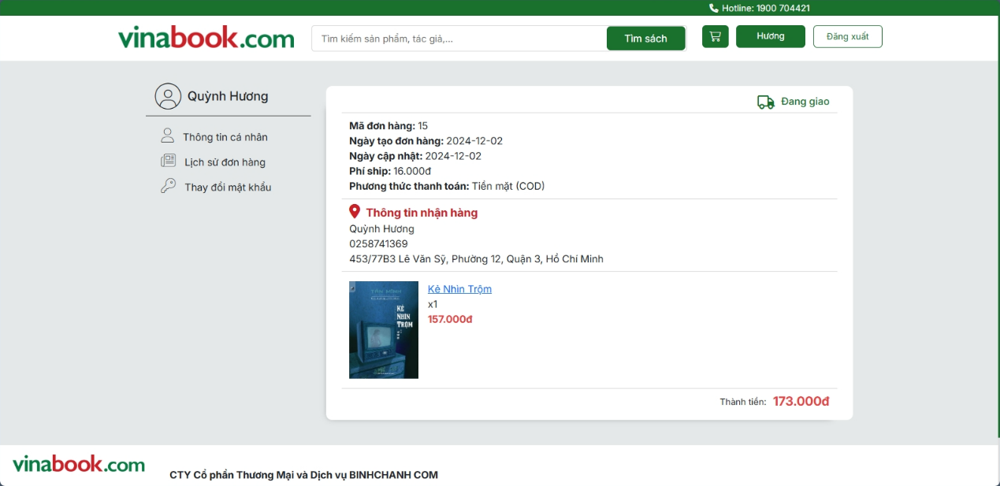 Hotline: 1900 704421
vinabook.com
Tìm kiếm sản phẩm, tác giả,...
Tìm sách
Hương
Đăng xuất
Quỳnh Hương
Thông tin cá nhân
Lịch sử đơn hàng
Thay đổi mật khẩu
Đang giao
Mã đơn hàng: 15
Ngày tạo đơn hàng: 2024-12-02
Ngày cập nhật: 2024-12-02
Phí ship: 16.000đ
Phương thức thanh toán: Tiền mặt (COD)
Thông tin nhận hàng
Quỳnh Hương
0258741369
453/77B3 Lê Văn Sỹ, Phường 12, Quận 3, Hồ Chí Minh
KẺ
NHÌN
TRỘM
Kẻ Nhìn Trộm
x1
157.000đ
Thành tiền: 173.000đ
vinabook.com
CTY Cổ phần Thương Mại và Dịch vụ BINHCHANH COM